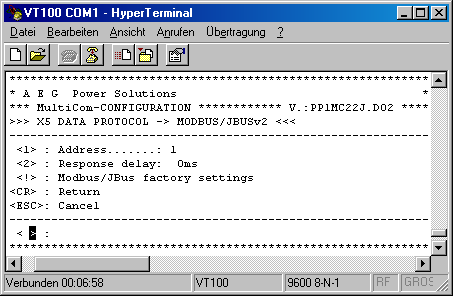 VT100 COM1 - HyperTerminal
Datei Bearbeiten Ansicht Anrufen Übertragung ?
*******************************************************************
* A E G  Power Solutions                                          *
*** MultiCom-CONFIGURATION ************ V.:PP1MC22J.D02 ****
>>> X5 DATA PROTOCOL -> MODBUS/JBUSv2 <<<
-------------------------------------------------------------------
<1> : Address.......: 1
<2> : Response delay:  0ms
<!> : Modbus/JBus factory settings
<CR> : Return
<ESC>: Cancel
-------------------------------------------------------------------
< > :
*******************************************************************
Verbunden 00:06:58 VT100 9600 8-N-1 RF GROS